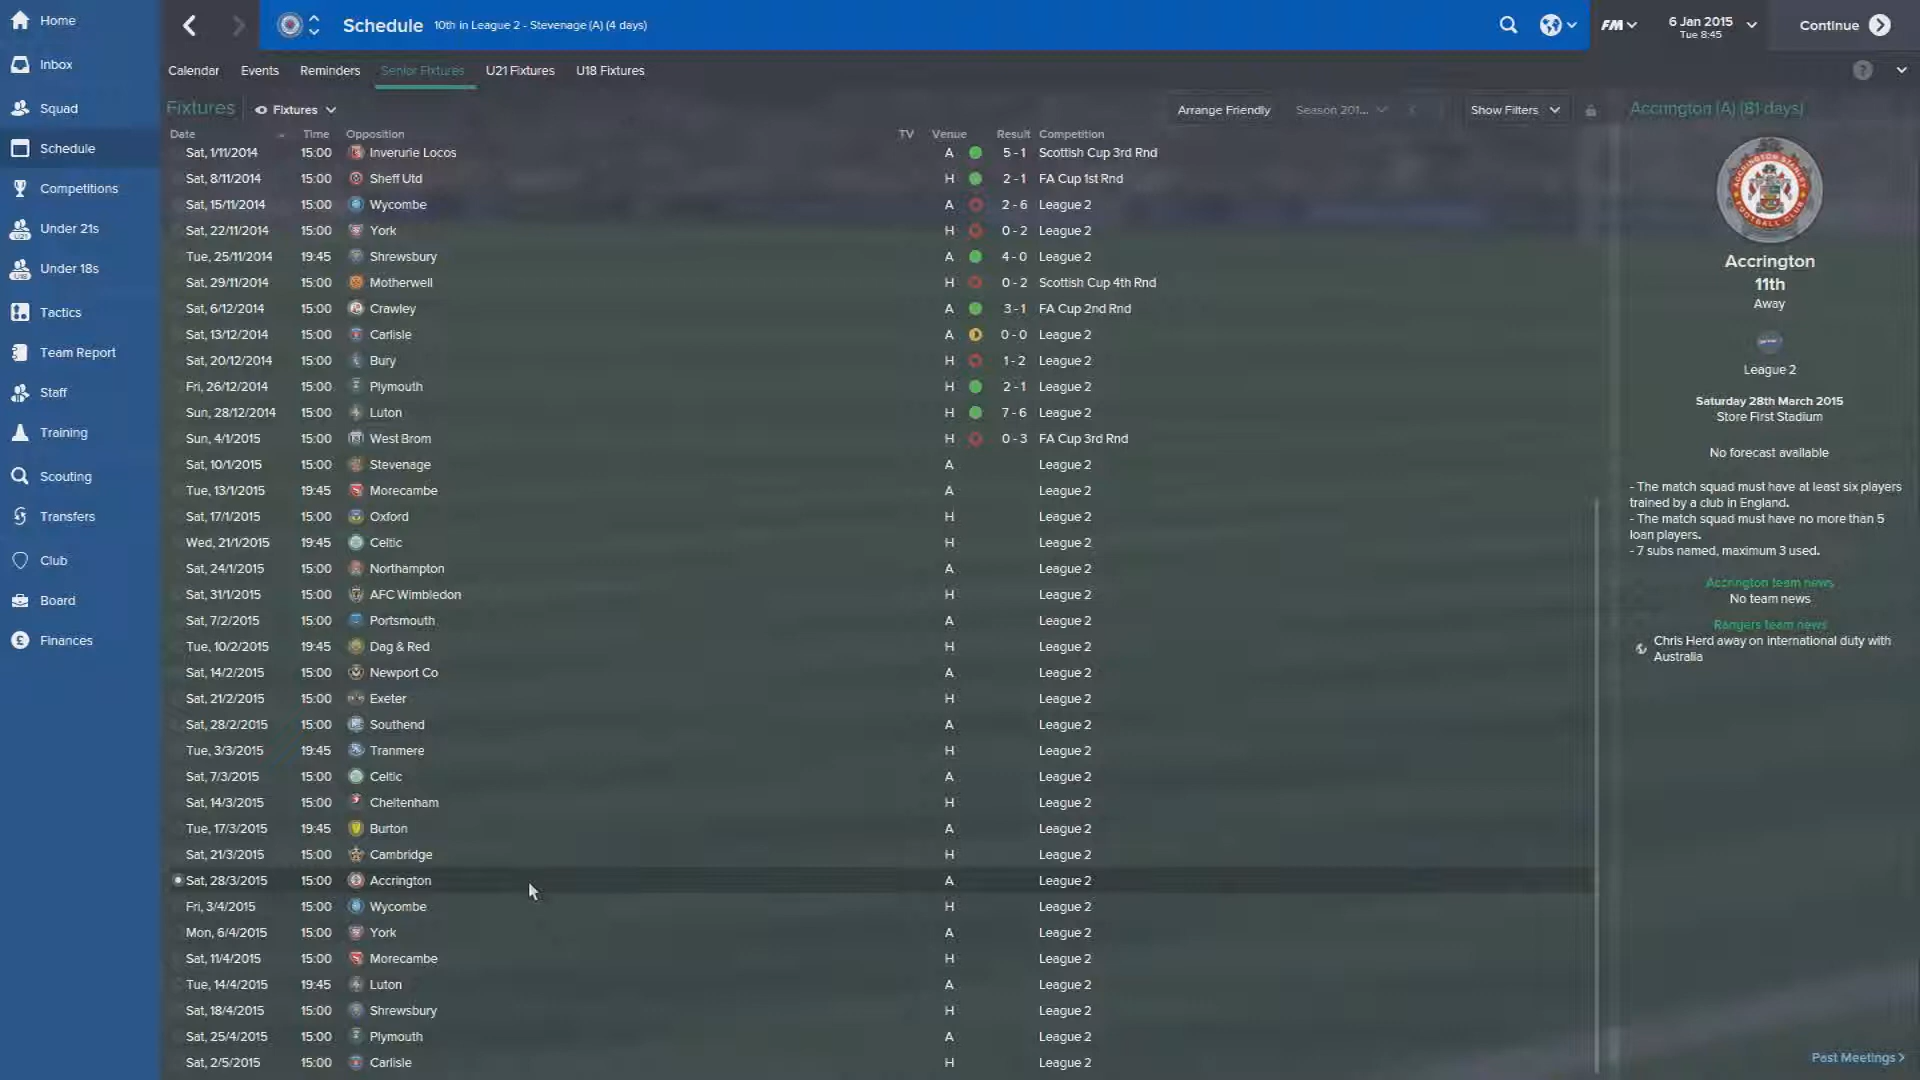 Home
Inbox
Squad
Schedule
Competitions
Under 21s
Under 18s
Tactics
Team Report
Staff
Training
Scouting
Transfers
Club
Board
Finances
Schedule 10th in League 2 - Stevenage (A) (4 days)
FM
6 Jan 2015
Tue 8:45
Continue
Calendar Events Reminders Senior Fixtures U21 Fixtures U18 Fixtures
Fixtures Fixtures Arrange Friendly Season 201... Show Filters
Date Time Opposition TV Venue Result Competition
Sat, 1/11/2014 15:00 Inverurie Locos A 5 - 1 Scottish Cup 3rd Rnd
Sat, 8/11/2014 15:00 Sheff Utd H 2 - 1 FA Cup 1st Rnd
Sat, 15/11/2014 15:00 Wycombe A 2 - 6 League 2
Sat, 22/11/2014 15:00 York H 0 - 2 League 2
Tue, 25/11/2014 19:45 Shrewsbury A 4 - 0 League 2
Sat, 29/11/2014 15:00 Motherwell H 0 - 2 Scottish Cup 4th Rnd
Sat, 6/12/2014 15:00 Crawley A 3 - 1 FA Cup 2nd Rnd
Sat, 13/12/2014 15:00 Carlisle A 0 - 0 League 2
Sat, 20/12/2014 15:00 Bury H 1 - 2 League 2
Fri, 26/12/2014 15:00 Plymouth H 2 - 1 League 2
Sun, 28/12/2014 15:00 Luton H 7 - 6 League 2
Sun, 4/1/2015 15:00 West Brom H 0 - 3 FA Cup 3rd Rnd
Sat, 10/1/2015 15:00 Stevenage A League 2
Tue, 13/1/2015 19:45 Morecambe A League 2
Sat, 17/1/2015 15:00 Oxford H League 2
Wed, 21/1/2015 19:45 Celtic H League 2
Sat, 24/1/2015 15:00 Northampton A League 2
Sat, 31/1/2015 15:00 AFC Wimbledon H League 2
Sat, 7/2/2015 15:00 Portsmouth A League 2
Tue, 10/2/2015 19:45 Dag & Red H League 2
Sat, 14/2/2015 15:00 Newport Co A League 2
Sat, 21/2/2015 15:00 Exeter H League 2
Sat, 28/2/2015 15:00 Southend A League 2
Tue, 3/3/2015 19:45 Tranmere H League 2
Sat, 7/3/2015 15:00 Celtic A League 2
Sat, 14/3/2015 15:00 Cheltenham H League 2
Tue, 17/3/2015 19:45 Burton A League 2
Sat, 21/3/2015 15:00 Cambridge H League 2
Sat, 28/3/2015 15:00 Accrington A League 2
Fri, 3/4/2015 15:00 Wycombe H League 2
Mon, 6/4/2015 15:00 York A League 2
Sat, 11/4/2015 15:00 Morecambe H League 2
Tue, 14/4/2015 19:45 Luton A League 2
Sat, 18/4/2015 15:00 Shrewsbury H League 2
Sat, 25/4/2015 15:00 Plymouth A League 2
Sat, 2/5/2015 15:00 Carlisle H League 2
Accrington (A) (81 days)
ACCRINGTON STANLEY
FOOTBALL CLUB
Accrington
11th
Away
League 2
Saturday 28th March 2015
Store First Stadium
No forecast available
- The match squad must have at least six players
trained by a club in England.
- The match squad must have no more than 5
loan players.
- 7 subs named, maximum 3 used.
Accrington team news
No team news
Rangers team news
Chris Herd away on international duty with
Australia
Past Meetings >